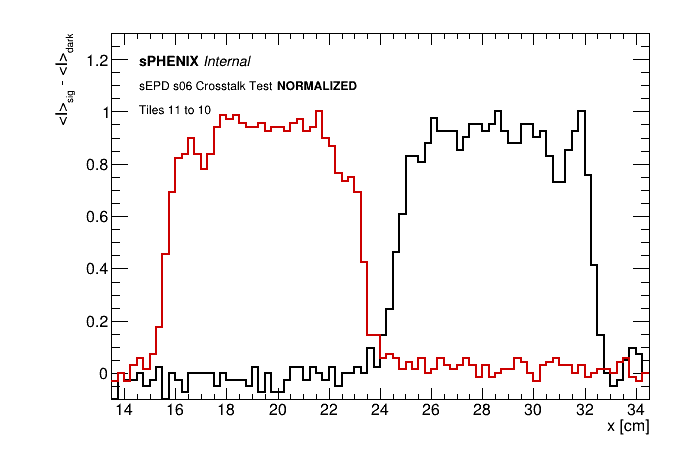 <I>sig - <I>dark
1.2
sPHENIX Internal
sEPD s06 Crosstalk Test NORMALIZED
Tiles 11 to 10
1
0.8
0.6
0.4
0.2
0
14 16 18 20 22 24 26 28 30 32 34
x [cm]